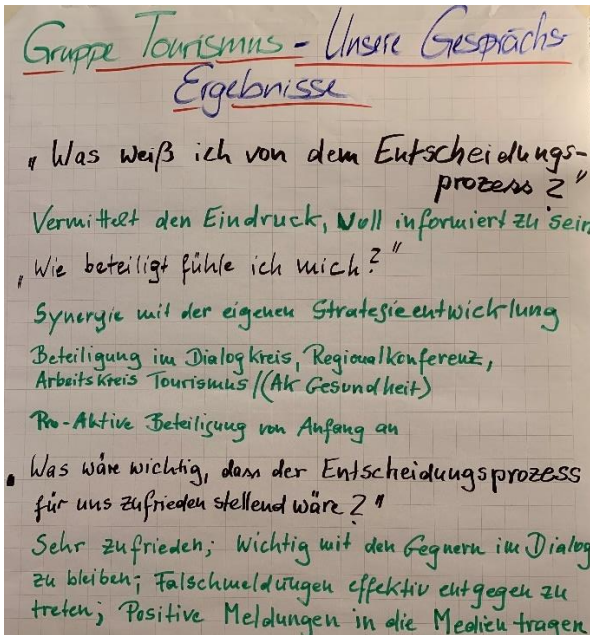 Gruppe Tourismus - Unsere Gesprächs-
Ergebnisse
"Was weiß ich von dem Entscheidungs-
prozess?"
Vermittelt den Eindruck, voll informiert zu sein
"Wie beteiligt fühle ich mich?"
Synergie mit der eigenen Strategieentwicklung
Beteiligung im Dialogkreis, Regionalkonferenz,
Arbeitskreis Tourismus/(AK Gesundheit)
Pro-Aktive Beteiligung von Anfang an
"Was wäre wichtig, dass der Entscheidungsprozess
für uns zufrieden stellend wäre?"
Sehr zufrieden; Wichtig mit den Gegnern im Dialog
zu bleiben; Falschmeldungen effektiv entgegen zu
treten; Positive Meldungen in die Medien tragen